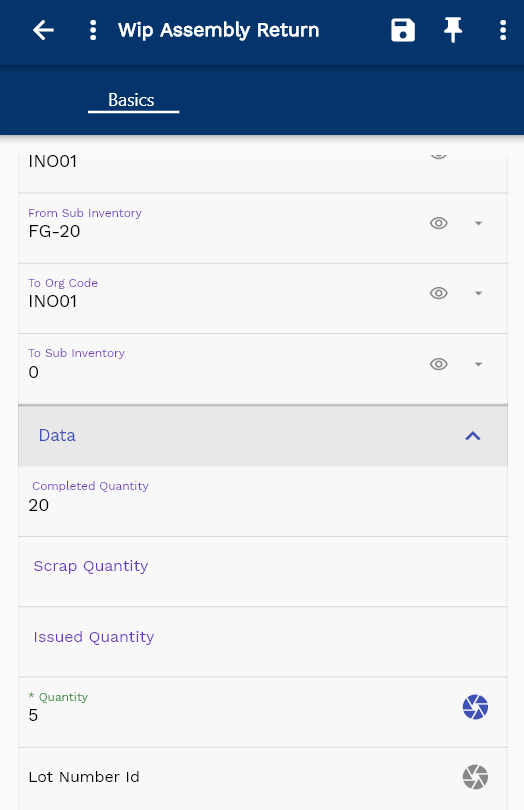 Wip Assembly Return
Basics
INO01
From Sub Inventory
FG-20
To Org Code
INO01
To Sub Inventory
0
Data
Completed Quantity
20
Scrap Quantity
Issued Quantity
* Quantity
5
Lot Number Id